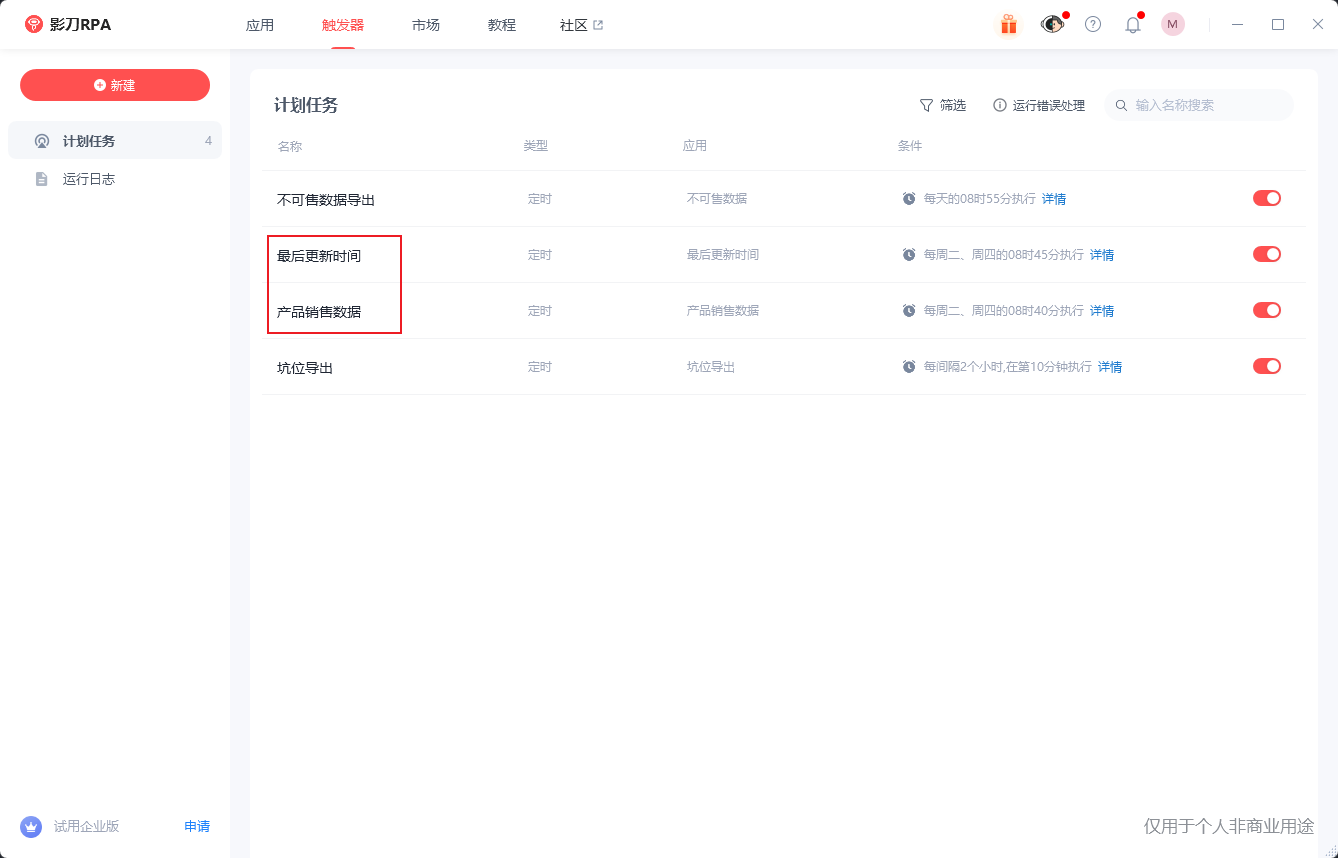 影刀RPA 应用 触发器 市场 教程 社区 M
新建
计划任务 4
运行日志
计划任务 筛选 运行错误处理 输入名称搜索
名称 类型 应用 条件
不可售数据导出 定时 不可售数据 每天的08时55分执行 详情
最后更新时间 定时 最后更新时间 每周二、周四的08时45分执行 详情
产品销售数据 定时 产品销售数据 每周二、周四的08时40分执行 详情
坑位导出 定时 坑位导出 每间隔2个小时,在第10分钟执行 详情
试用企业版 申请
仅用于个人非商业用途